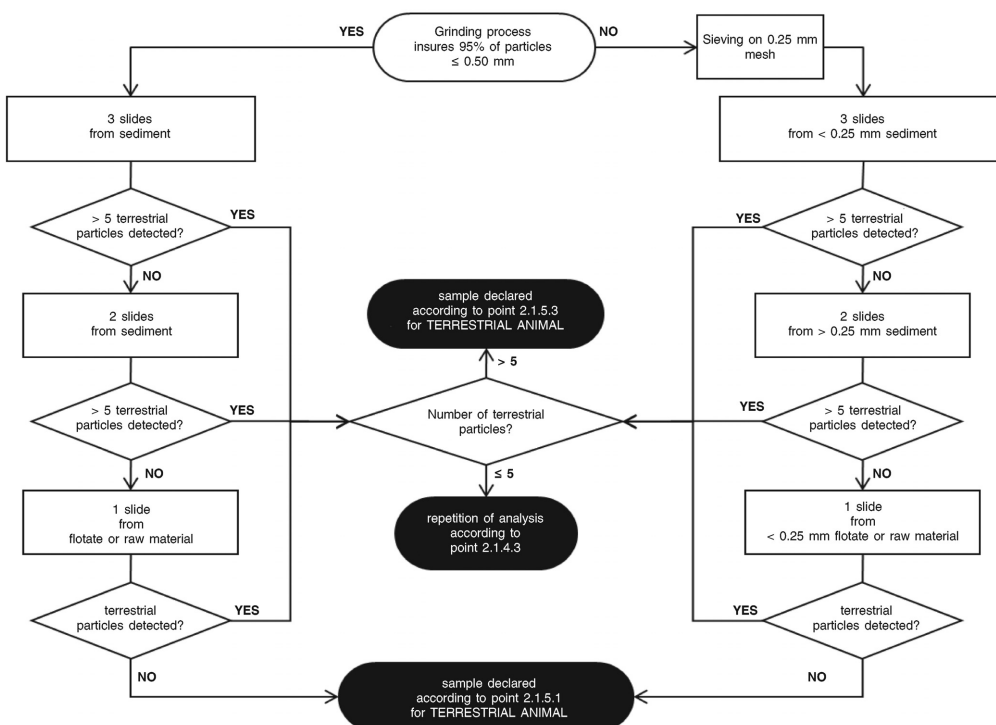 YES
Grinding process
insures 95% of particles
≤ 0.50 mm
NO
Sieving on 0.25 mm
mesh
3 slides
from sediment
3 slides
from < 0.25 mm sediment
> 5 terrestrial
particles detected?
YES
YES
> 5 terrestrial
particles detected?
NO
NO
2 slides
from sediment
sample declared
according to point 2.1.5.3
for TERRESTRIAL ANIMAL
2 slides
from > 0.25 mm sediment
> 5
> 5 terrestrial
particles detected?
YES
Number of terrestrial
particles?
YES
> 5 terrestrial
particles detected?
NO
≤ 5
NO
1 slide
from
flotate or raw material
repetition of analysis
according to
point 2.1.4.3
1 slide
from
< 0.25 mm flotate or raw material
terrestrial
particles detected?
YES
YES
terrestrial
particles detected?
NO
NO
sample declared
according to point 2.1.5.1
for TERRESTRIAL ANIMAL